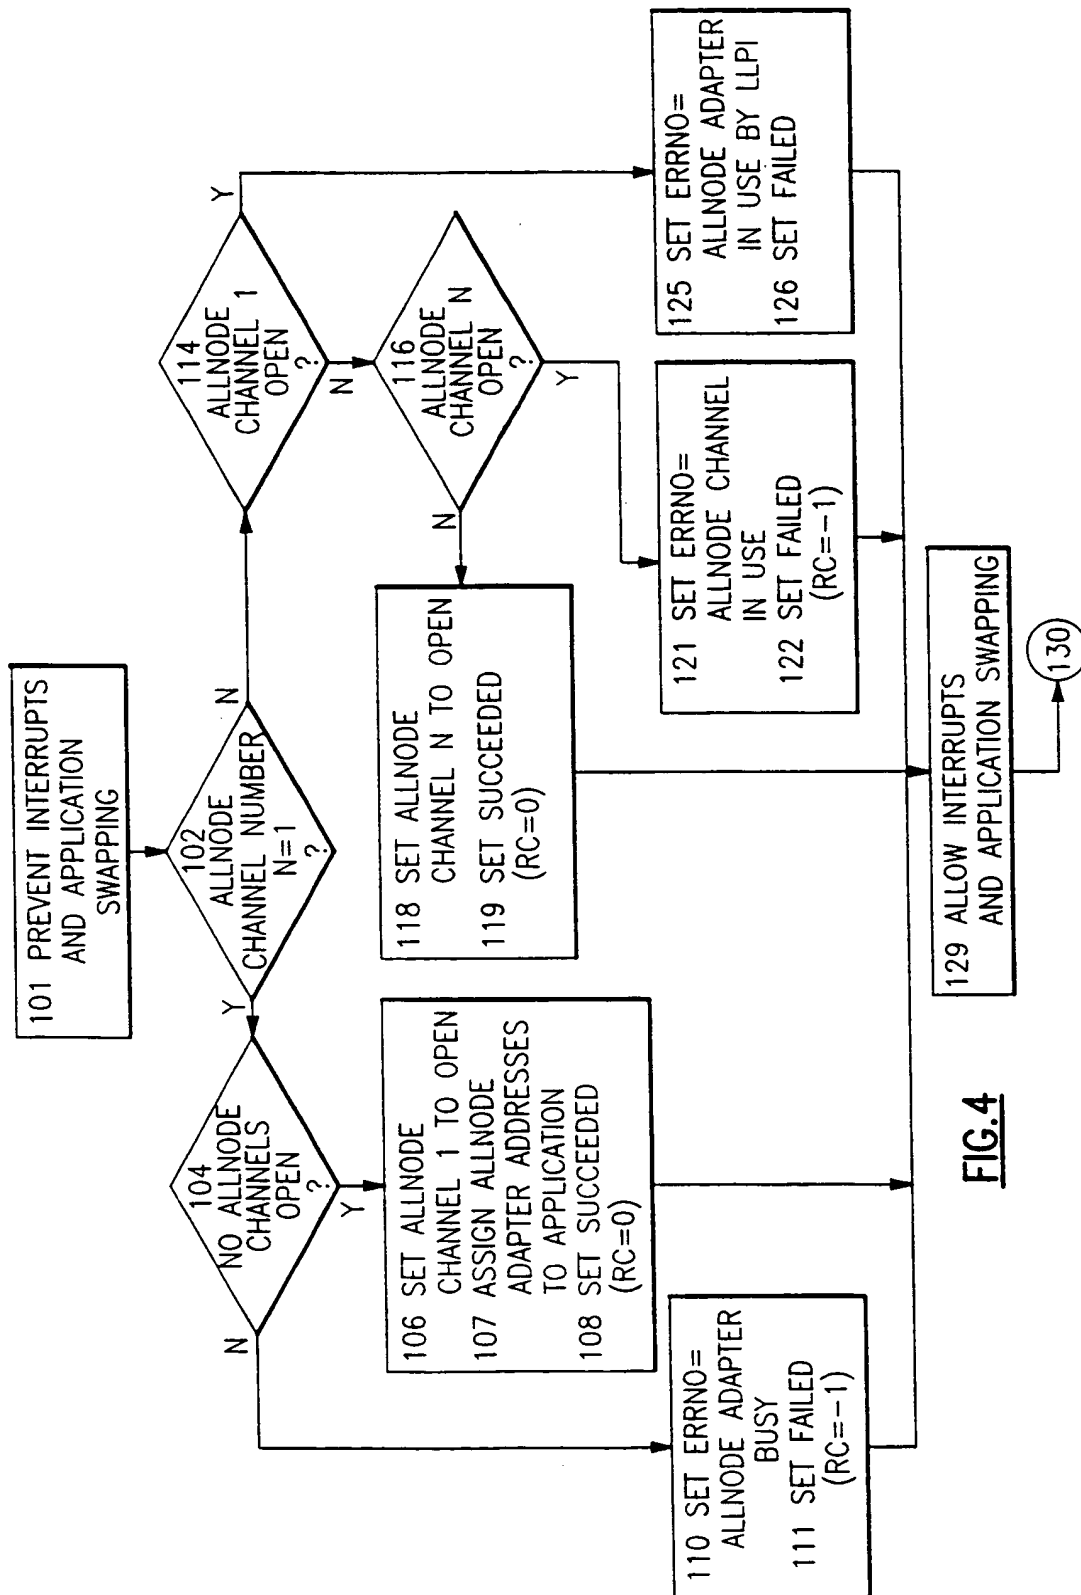 101 PREVENT INTERRUPTS
AND APPLICATION
SWAPPING
102
ALLNODE
CHANNEL NUMBER
N=1
?
Y
N
104
NO ALLNODE
CHANNELS
OPEN
?
N
Y
114
ALLNODE
CHANNEL 1
OPEN
?
Y
N
116
ALLNODE
CHANNEL N
OPEN
?
N
Y
106 SET ALLNODE
CHANNEL 1 TO OPEN
107 ASSIGN ALLNODE
ADAPTER ADDRESSES
TO APPLICATION
108 SET SUCCEEDED
(RC=0)
118 SET ALLNODE
CHANNEL N TO OPEN
119 SET SUCCEEDED
(RC=0)
110 SET ERRNO=
ALLNODE ADAPTER
BUSY
111 SET FAILED
(RC=-1)
121 SET ERRNO=
ALLNODE CHANNEL
IN USE
122 SET FAILED
(RC=-1)
125 SET ERRNO=
ALLNODE ADAPTER
IN USE BY LLPI
126 SET FAILED
129 ALLOW INTERRUPTS
AND APPLICATION SWAPPING
130
FIG.4